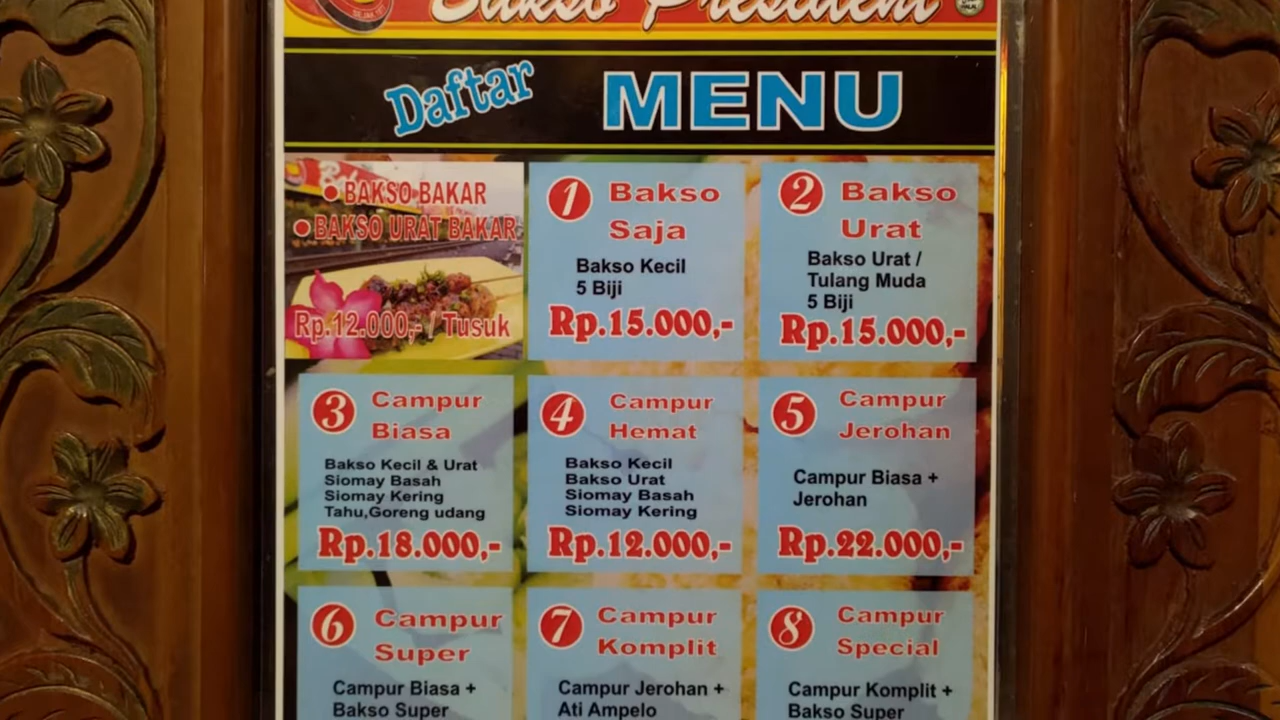 Bakso President
Daftar MENU
• BAKSO BAKAR
• BAKSO URAT BAKAR
Rp.12.000,- / Tusuk
1 Bakso
Saja
Bakso Kecil
5 Biji
Rp.15.000,-
2 Bakso
Urat
Bakso Urat /
Tulang Muda
5 Biji
Rp.15.000,-
3 Campur
Biasa
Bakso Kecil & Urat
Siomay Basah
Siomay Kering
Tahu,Goreng udang
Rp.18.000,-
4 Campur
Hemat
Bakso Kecil
Bakso Urat
Siomay Basah
Siomay Kering
Rp.12.000,-
5 Campur
Jerohan
Campur Biasa +
Jerohan
Rp.22.000,-
6 Campur
Super
Campur Biasa +
Bakso Super
7 Campur
Komplit
Campur Jerohan +
Ati Ampelo
8 Campur
Special
Campur Komplit +
Bakso Super